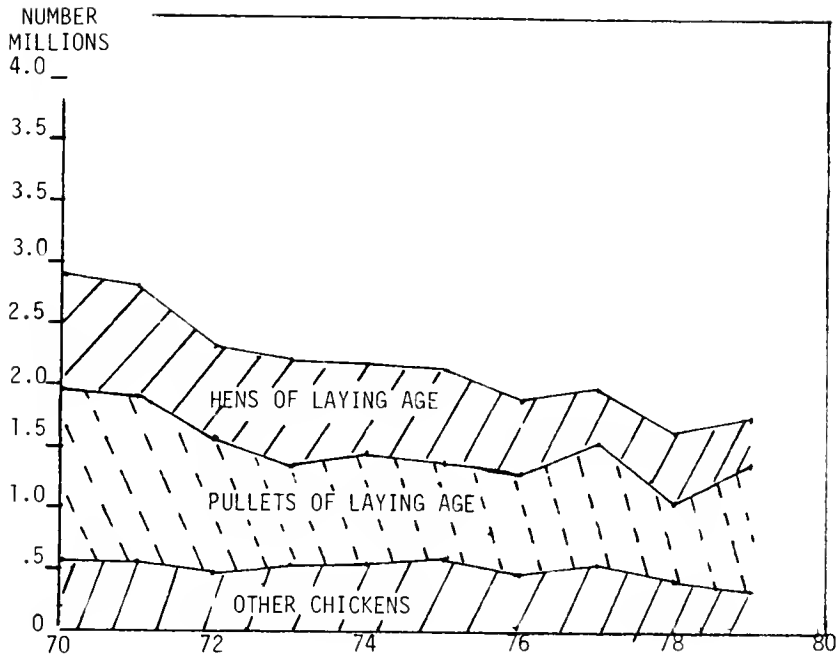 NUMBER
MILLIONS
4.0
3.5
3.5
3.0
2.5
2.0
1.5
1.0
.5
0
HENS OF LAYING AGE
PULLETS OF LAYING AGE
OTHER CHICKENS
70 72 74 76 78 80